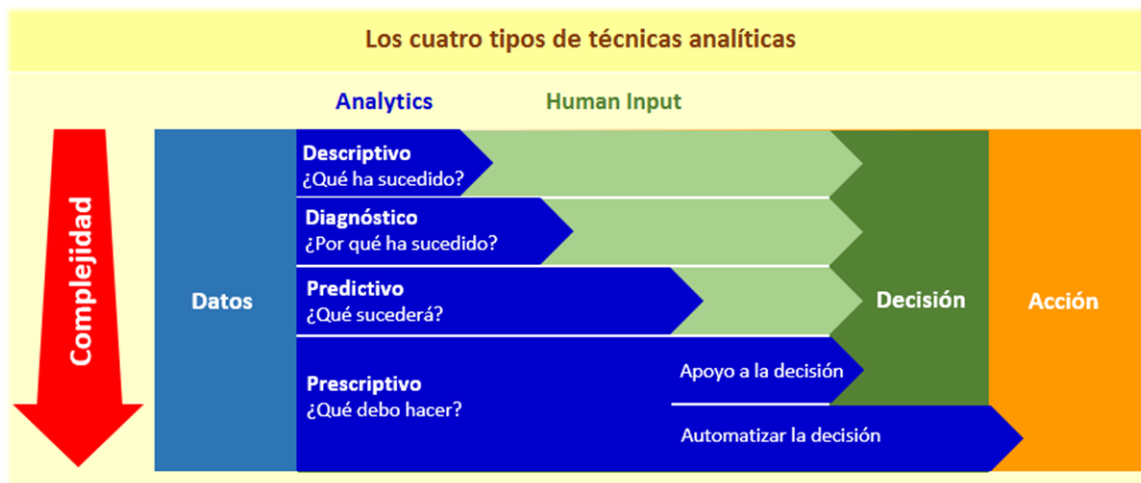 Los cuatro tipos de técnicas analíticas
Analytics
Human Input
Complejidad
Datos
Descriptivo
¿Qué ha sucedido?
Diagnóstico
¿Por qué ha sucedido?
Predictivo
¿Qué sucederá?
Prescriptivo
¿Qué debo hacer?
Apoyo a la decisión
Automatizar la decisión
Decisión
Acción